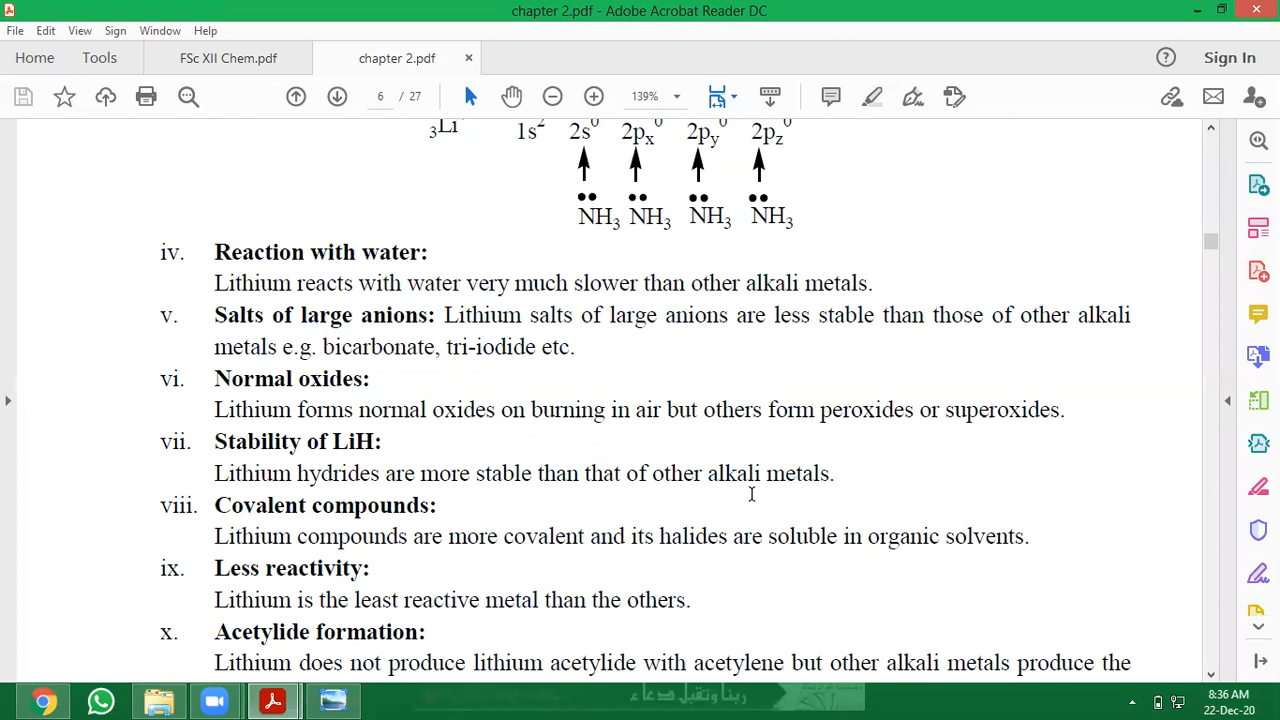 chapter 2.pdf - Adobe Acrobat Reader DC
File Edit View Sign Window Help
Home Tools FSc XII Chem.pdf chapter 2.pdf × Sign In
6 / 27 139%
₃Li 1s² 2s⁰ 2pₓ⁰ 2p_y⁰ 2p_z⁰
NH₃ NH₃ NH₃ NH₃
iv. Reaction with water:
Lithium reacts with water very much slower than other alkali metals.
v. Salts of large anions: Lithium salts of large anions are less stable than those of other alkali
metals e.g. bicarbonate, tri-iodide etc.
vi. Normal oxides:
Lithium forms normal oxides on burning in air but others form peroxides or superoxides.
vii. Stability of LiH:
Lithium hydrides are more stable than that of other alkali metals.
viii. Covalent compounds:
Lithium compounds are more covalent and its halides are soluble in organic solvents.
ix. Less reactivity:
Lithium is the least reactive metal than the others.
x. Acetylide formation:
Lithium does not produce lithium acetylide with acetylene but other alkali metals produce the
ربنا وتقبل دعاء
8:36 AM
22-Dec-20